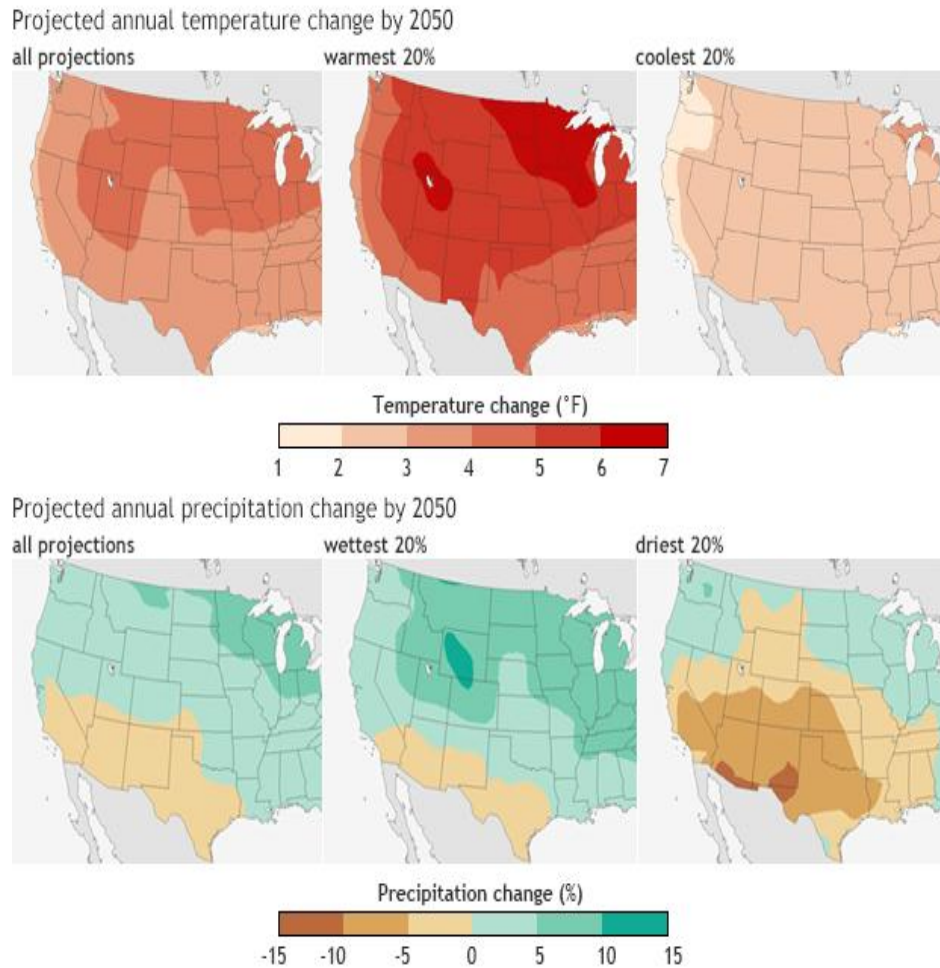 Projected annual temperature change by 2050
all projections warmest 20% coolest 20%
Temperature change (°F)
1 2 3 4 5 6 7
Projected annual precipitation change by 2050
all projections wettest 20% driest 20%
Precipitation change (%)
-15 -10 -5 0 5 10 15